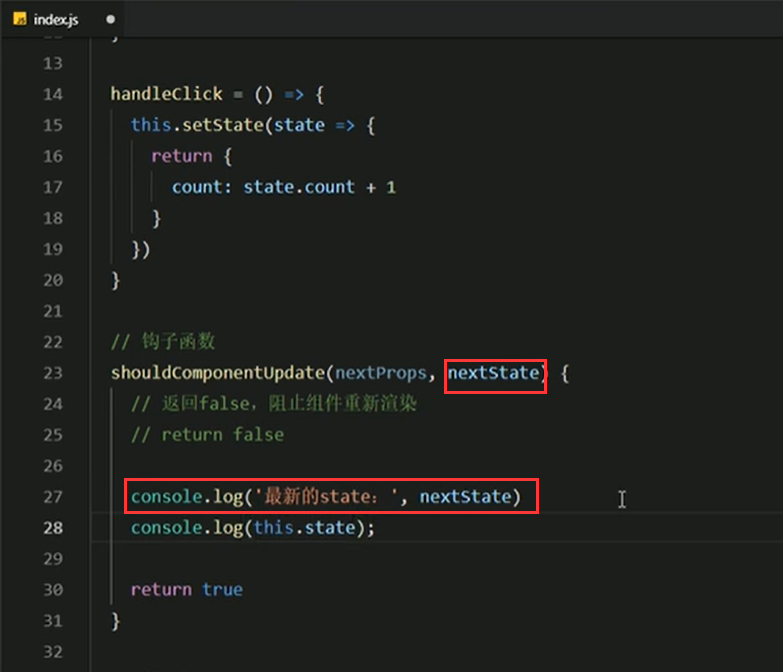 JS index.js ●
13
14 handleClick = () => {
15 this.setState(state => {
16 return {
17 count: state.count + 1
18 }
19 })
20 }
21
22 // 钩子函数
23 shouldComponentUpdate(nextProps, nextState) {
24 // 返回false，阻止组件重新渲染
25 // return false
26
27 console.log('最新的state：', nextState)
28 console.log(this.state);
29
30 return true
31 }
32